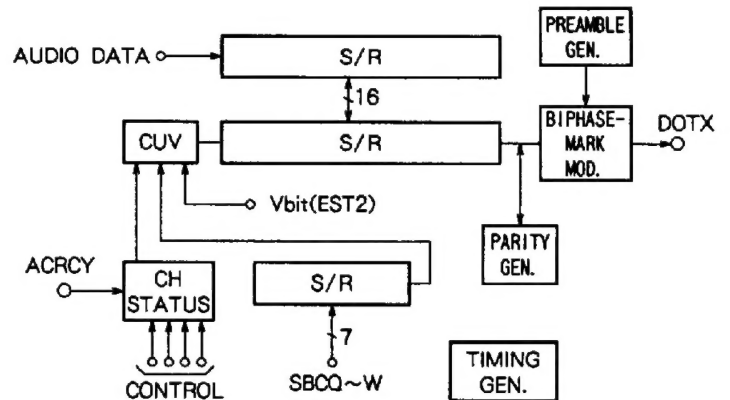 AUDIO DATA
S/R
PREAMBLE
GEN.
16
CUV
S/R
BIPHASE-
MARK
MOD.
DOTX
Vbit(EST2)
PARITY
GEN.
ACRCY
CH
STATUS
S/R
7
CONTROL
SBCQ~W
TIMING
GEN.